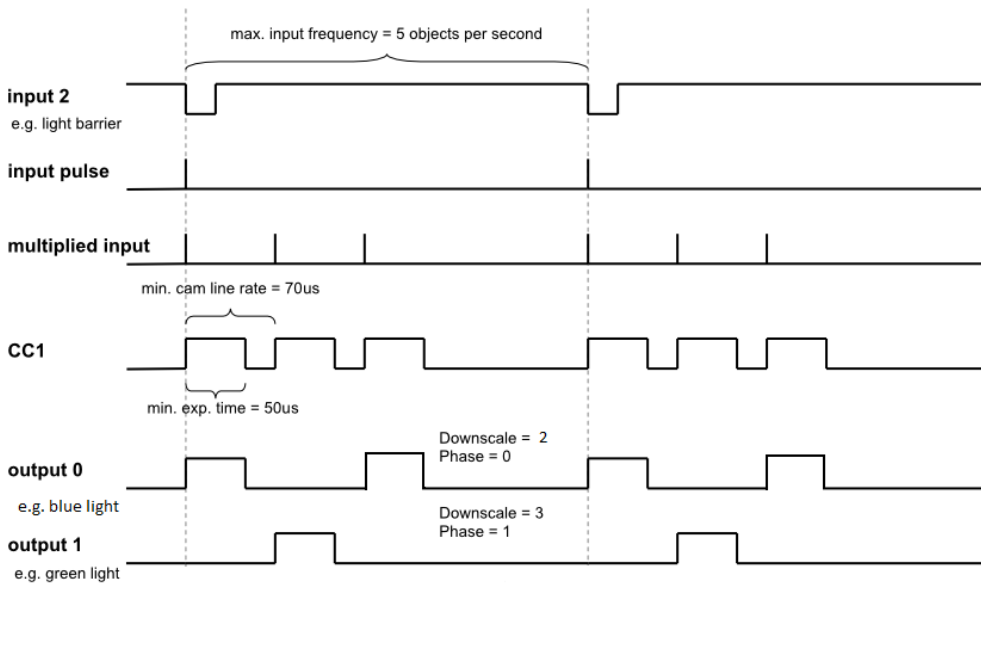 max. input frequency = 5 objects per second
input 2
e.g. light barrier
input pulse
multiplied input
min. cam line rate = 70us
CC1
min. exp. time = 50us
Downscale = 2
Phase = 0
output 0
e.g. blue light
Downscale = 3
Phase = 1
output 1
e.g. green light